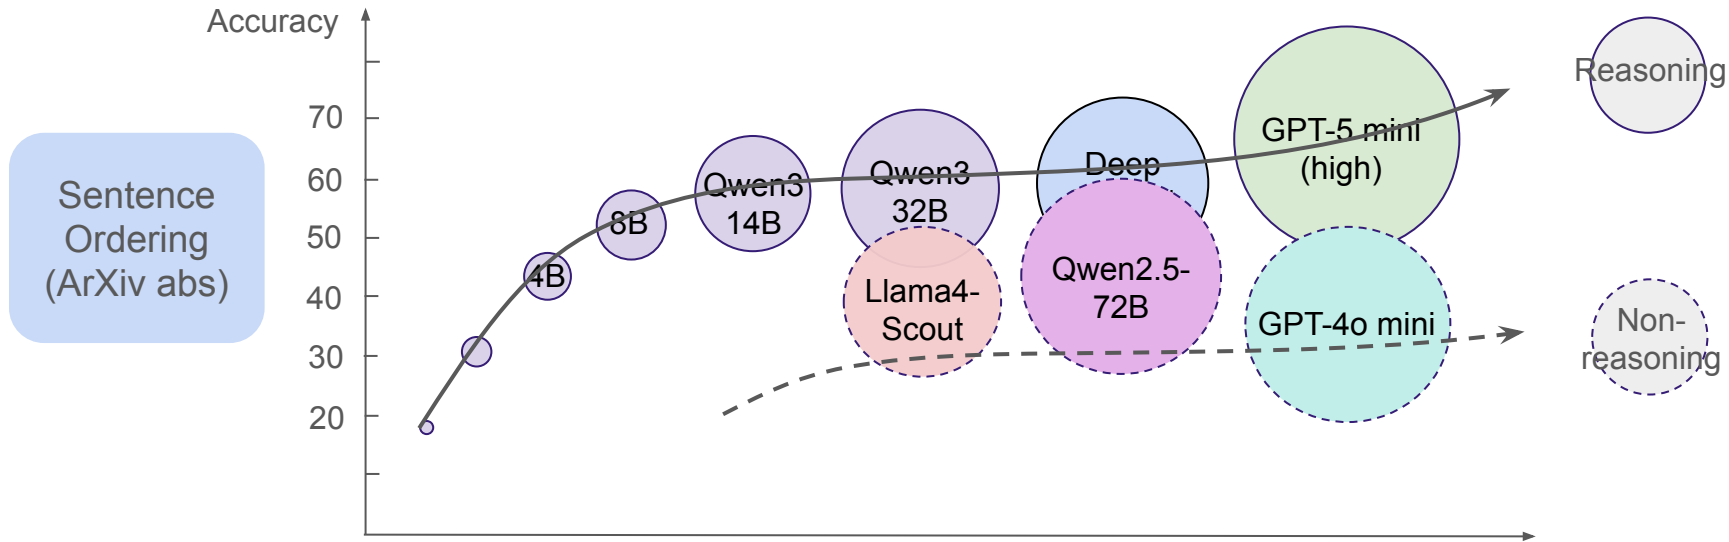 Accuracy
70
60
50
40
30
20
Sentence
Ordering
(ArXiv abs)
4B
8B
Qwen3
14B
Qwen3
32B
Deep
GPT-5 mini
(high)
Llama4-
Scout
Qwen2.5-
72B
GPT-4o mini
Reasoning
Non-
reasoning